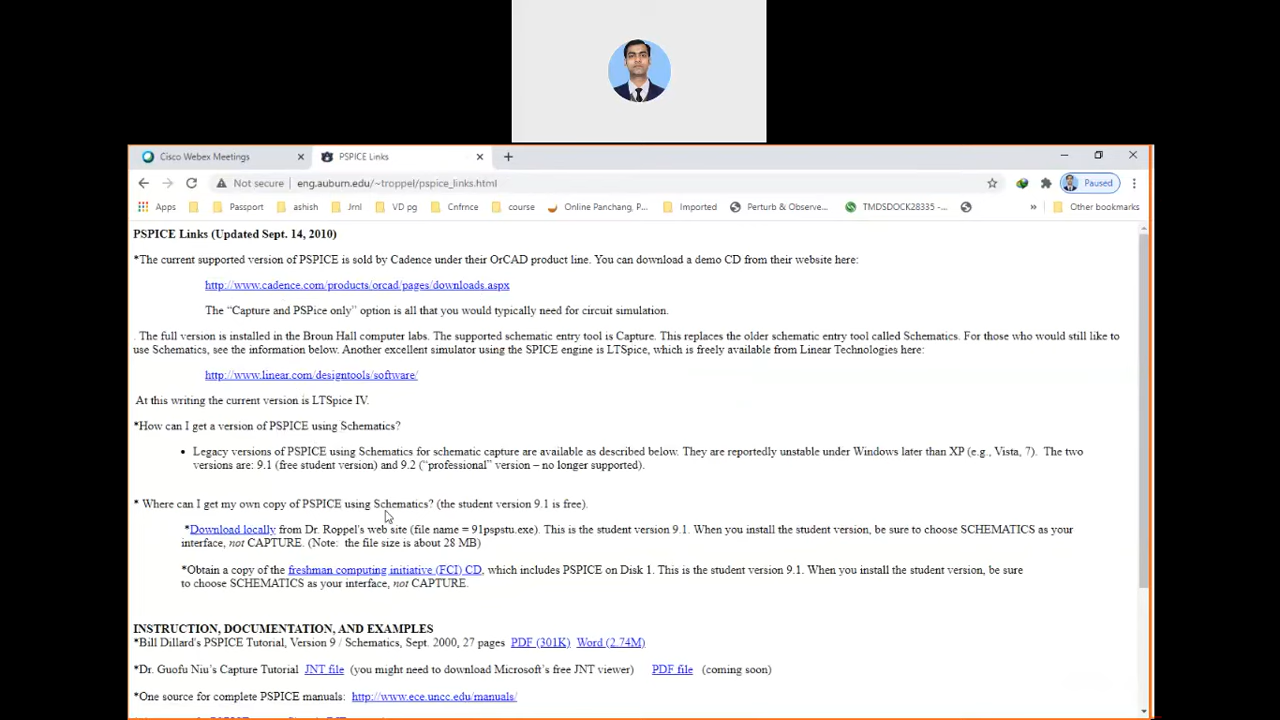 Cisco Webex Meetings
PSPICE Links
Not secure
eng.auburn.edu/~troppel/pspice_links.html
Paused
Apps
Passport
ashish
Jrnl
VD pg
Cnfrnce
course
Online Panchang, P...
Imported
Perturb & Observe...
TMDSDOCK28335 -...
»
Other bookmarks
PSPICE Links (Updated Sept. 14, 2010)
*The current supported version of PSPICE is sold by Cadence under their OrCAD product line. You can download a demo CD from their website here:
http://www.cadence.com/products/orcad/pages/downloads.aspx
The “Capture and PSPice only” option is all that you would typically need for circuit simulation.
. The full version is installed in the Broun Hall computer labs. The supported schematic entry tool is Capture. This replaces the older schematic entry tool called Schematics. For those who would still like to
use Schematics, see the information below. Another excellent simulator using the SPICE engine is LTSpice, which is freely available from Linear Technologies here:
http://www.linear.com/designtools/software/
At this writing the current version is LTSpice IV.
*How can I get a version of PSPICE using Schematics?
• Legacy versions of PSPICE using Schematics for schematic capture are available as described below. They are reportedly unstable under Windows later than XP (e.g., Vista, 7). The two
versions are: 9.1 (free student version) and 9.2 (“professional” version – no longer supported).
* Where can I get my own copy of PSPICE using Schematics? (the student version 9.1 is free).
*Download locally from Dr. Roppel's web site (file name = 91pspstu.exe). This is the student version 9.1. When you install the student version, be sure to choose SCHEMATICS as your
interface, not CAPTURE. (Note: the file size is about 28 MB)
*Obtain a copy of the freshman computing initiative (FCI) CD, which includes PSPICE on Disk 1. This is the student version 9.1. When you install the student version, be sure
to choose SCHEMATICS as your interface, not CAPTURE.
INSTRUCTION, DOCUMENTATION, AND EXAMPLES
*Bill Dillard's PSPICE Tutorial, Version 9 / Schematics, Sept. 2000, 27 pages PDF (301K) Word (2.74M)
*Dr. Guofu Niu's Capture Tutorial JNT file (you might need to download Microsoft's free JNT viewer) PDF file (coming soon)
*One source for complete PSPICE manuals: http://www.ece.uncc.edu/manuals/